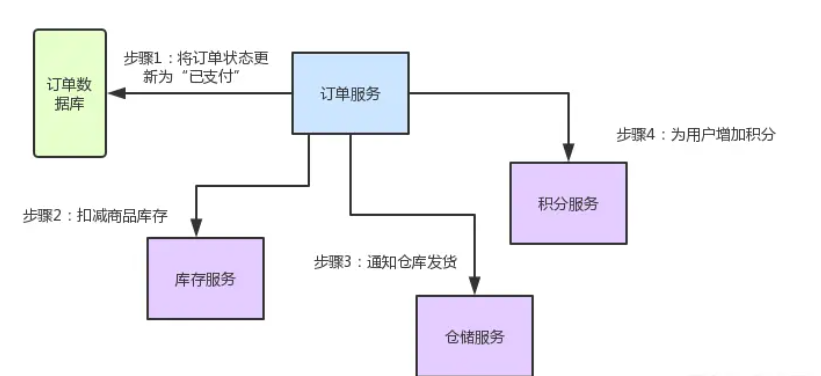 步骤1：将订单状态更
新为“已支付”
订单数
据库
订单服务
步骤4：为用户增加积分
积分服务
步骤2：扣减商品库存
库存服务
步骤3：通知仓库发货
仓储服务